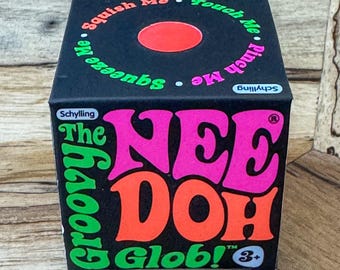 Squish Me • Touch Me • Pinch Me • Squeeze Me •
Schylling
Schylling
The Groovy
NEE
DOH®
Glob!™
3+